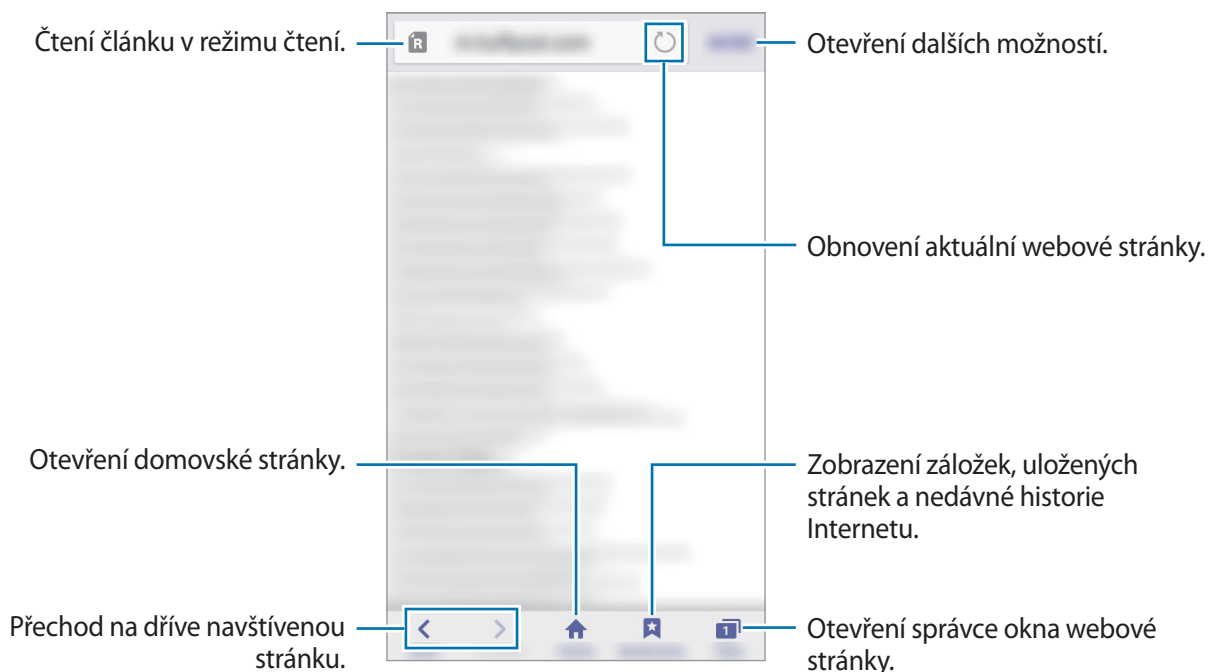 Čtení článku v režimu čtení.
R
Otevření dalších možností.
Obnovení aktuální webové stránky.
Otevření domovské stránky.
Zobrazení záložek, uložených
stránek a nedávné historie
Internetu.
Přechod na dříve navštívenou
stránku.
1
Otevření správce okna webové
stránky.